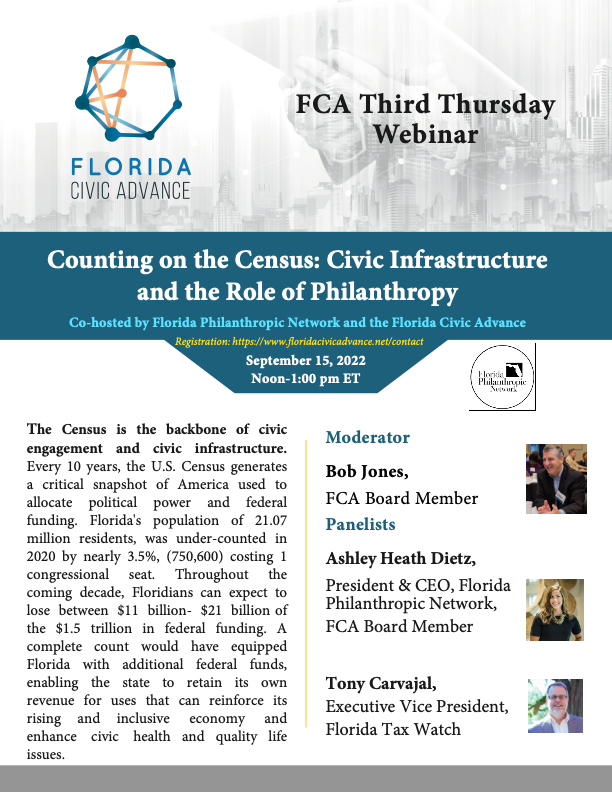 FCA Third Thursday
Webinar
FLORIDA
CIVIC ADVANCE
Counting on the Census: Civic Infrastructure
and the Role of Philanthropy
Co-hosted by Florida Philanthropic Network and the Florida Civic Advance
Registration: https://www.floridacivicadvance.net/contact
September 15, 2022
Noon-1:00 pm ET
Florida
Philanthropic
Network
The Census is the backbone of civic
engagement and civic infrastructure.
Every 10 years, the U.S. Census generates
a critical snapshot of America used to
allocate political power and federal
funding. Florida's population of 21.07
million residents, was under-counted in
2020 by nearly 3.5%, (750,600) costing 1
congressional seat. Throughout the
coming decade, Floridians can expect to
lose between $11 billion- $21 billion of
the $1.5 trillion in federal funding. A
complete count would have equipped
Florida with additional federal funds,
enabling the state to retain its own
revenue for uses that can reinforce its
rising and inclusive economy and
enhance civic health and quality life
issues.
Moderator
Bob Jones,
FCA Board Member
Panelists
Ashley Heath Dietz,
President & CEO, Florida
Philanthropic Network,
FCA Board Member
Tony Carvajal,
Executive Vice President,
Florida Tax Watch